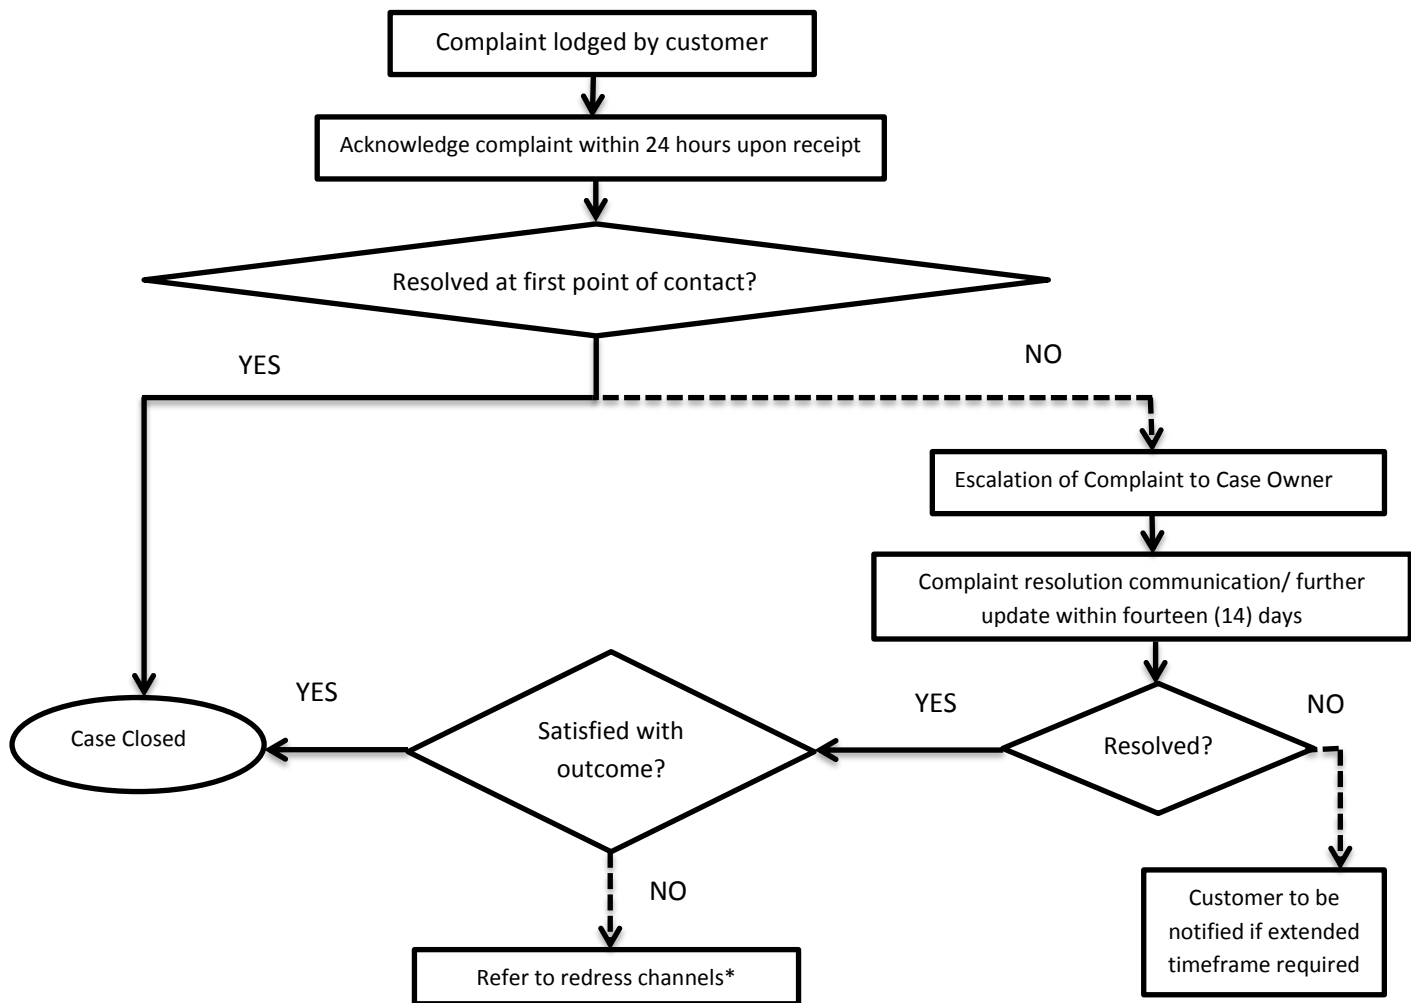 Complaint lodged by customer
Acknowledge complaint within 24 hours upon receipt
Resolved at first point of contact?
YES
NO
Escalation of Complaint to Case Owner
Complaint resolution communication/ further
update within fourteen (14) days
Resolved?
YES
NO
Satisfied with
outcome?
YES
NO
Case Closed
Customer to be
notified if extended
timeframe required
Refer to redress channels*